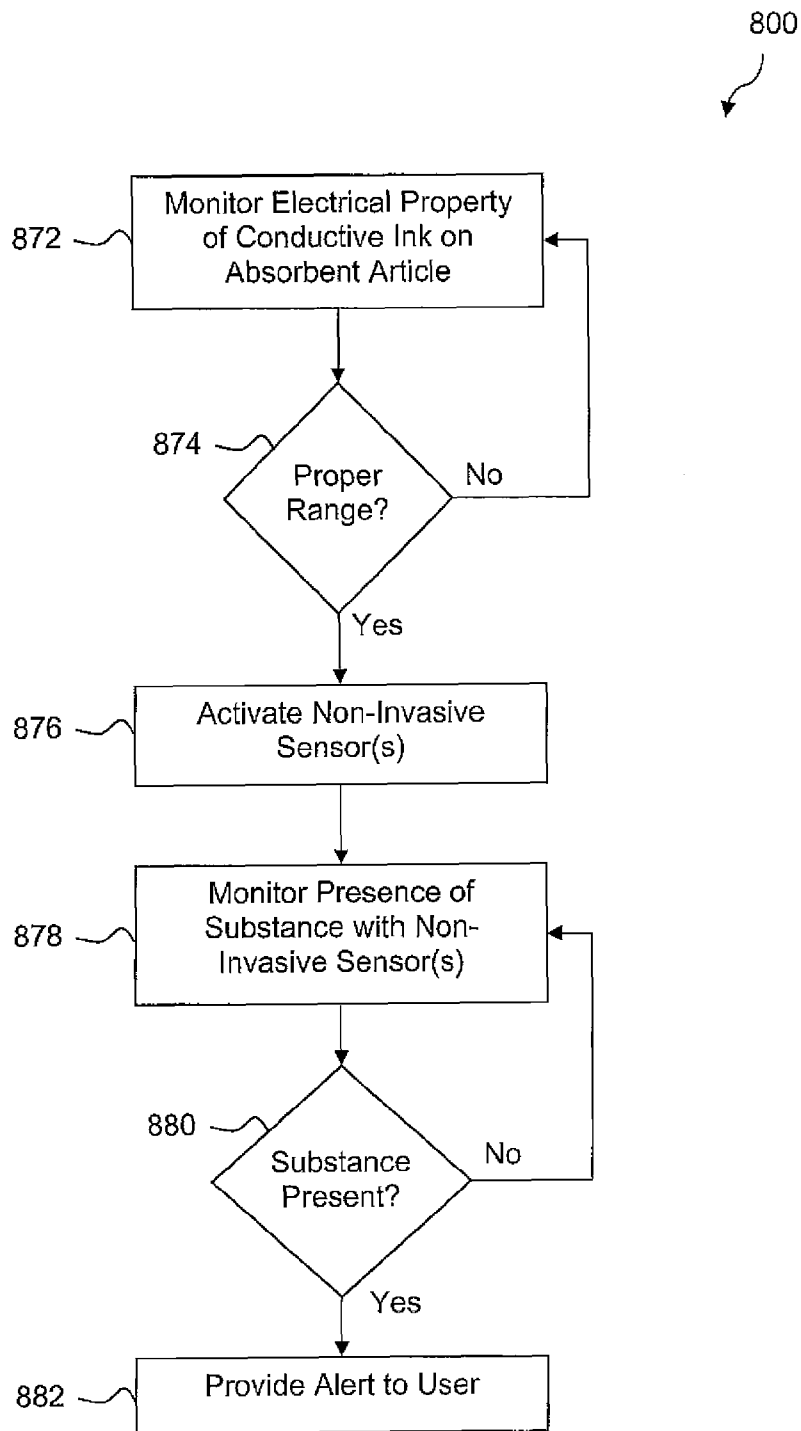 800
872
Monitor Electrical Property
of Conductive Ink on
Absorbent Article
874
Proper
Range?
No
Yes
876
Activate Non-Invasive
Sensor(s)
878
Monitor Presence of
Substance with Non-
Invasive Sensor(s)
880
Substance
Present?
No
Yes
882
Provide Alert to User